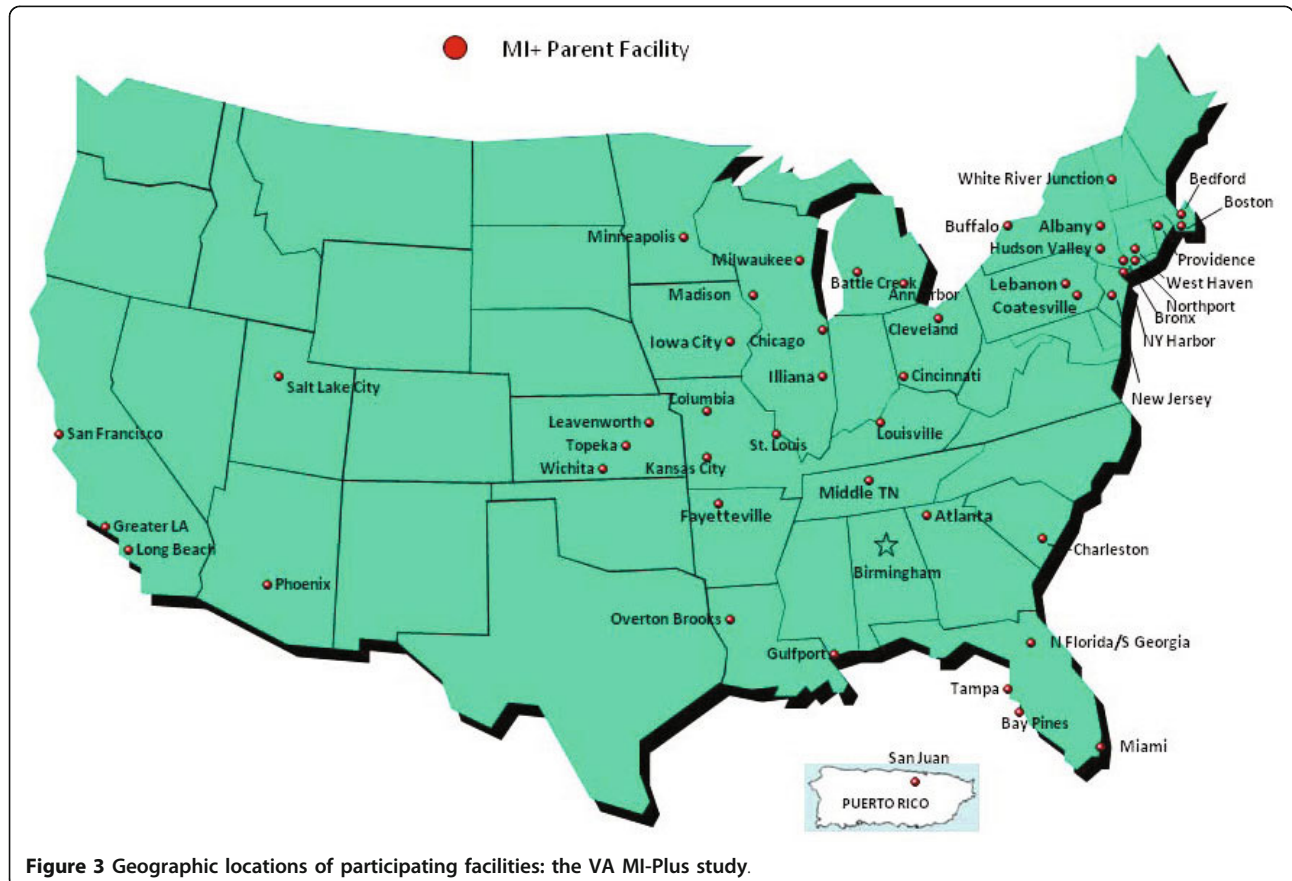 MI+ Parent Facility
White River Junction
Bedford
Boston
Buffalo
Albany
Minneapolis
Hudson Valley
Milwaukee
Providence
Battle Creek
West Haven
Madison
Ann Arbor
Lebanon
Northport
Coatesville
Bronx
Cleveland
Iowa City
Chicago
NY Harbor
Salt Lake City
Illiana
Cincinnati
Columbia
New Jersey
Leavenworth
San Francisco
St. Louis
Louisville
Topeka
Wichita
Kansas City
Middle TN
Fayetteville
Atlanta
Greater LA
Long Beach
Charleston
Birmingham
Phoenix
Overton Brooks
N Florida/S Georgia
Gulfport
Tampa
Bay Pines
Miami
San Juan
PUERTO RICO
Figure 3 Geographic locations of participating facilities: the VA MI-Plus study.